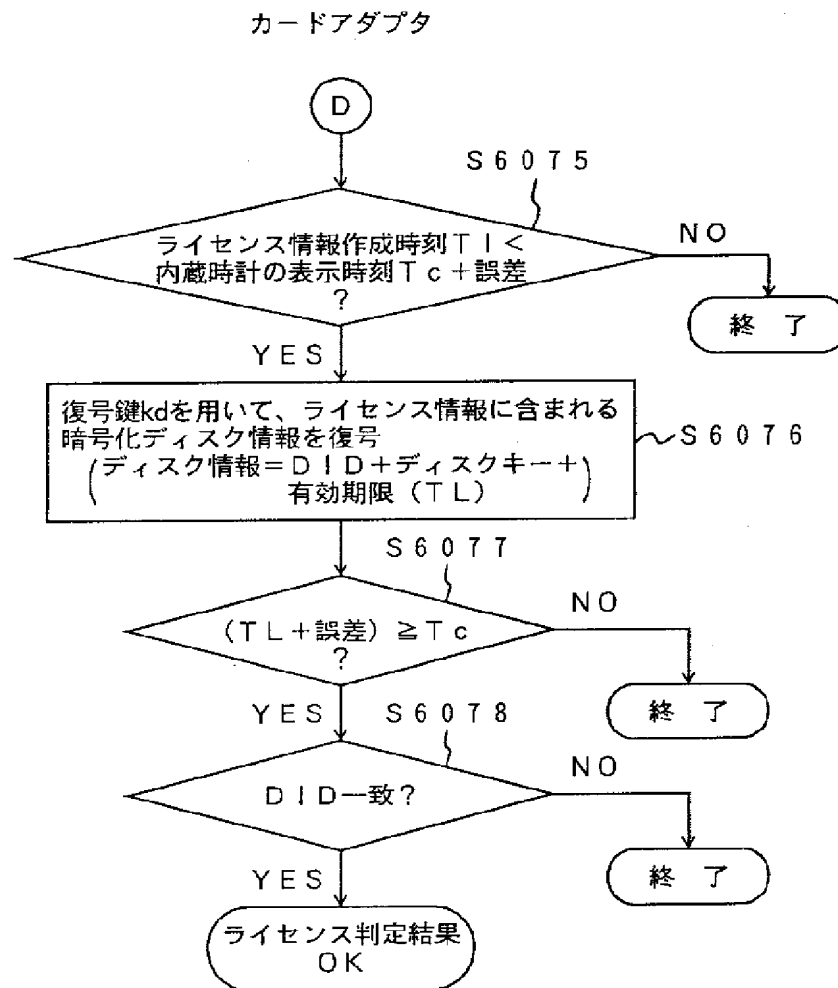 カードアダプタ
D
S6075
ライセンス情報作成時刻Tl<
内蔵時計の表示時刻Tc+誤差
?
NO
終 了
YES
復号鍵kdを用いて、ライセンス情報に含まれる
暗号化ディスク情報を復号
(ディスク情報=DID+ディスクキー+
有効期限(TL))
S6076
S6077
(TL+誤差)≧Tc
?
NO
終 了
YES
S6078
DID一致?
NO
終 了
YES
ライセンス判定結果
OK